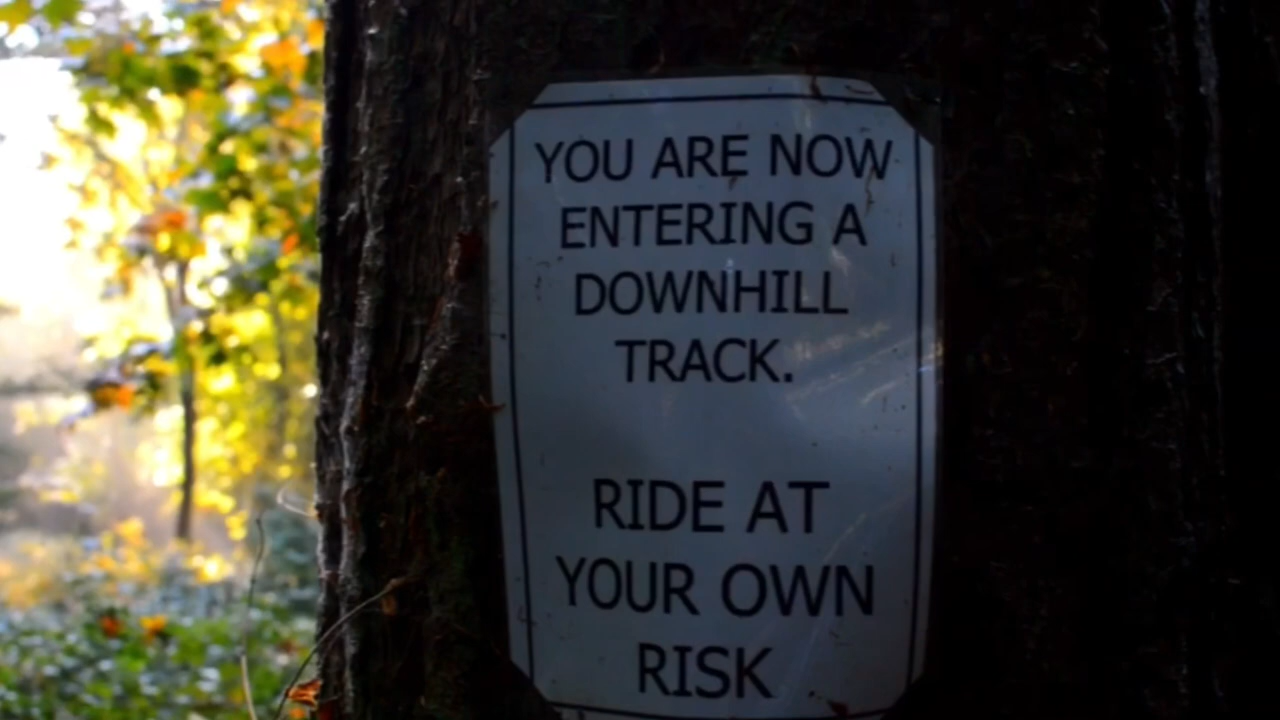 YOU ARE NOW
ENTERING A
DOWNHILL
TRACK.
RIDE AT
YOUR OWN
RISK